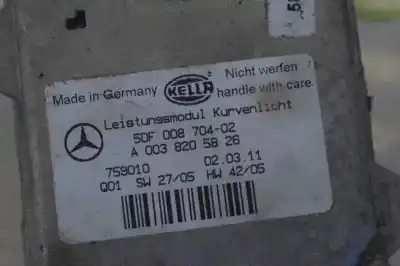 Made in Germany HELLA Nicht werfen
handle with care.
Leistungsmodul Kurvenlicht
5DF 008 704-02
A 003 820 58 26
759010 02.03.11
Q01 SW 27/05 HW 42/05